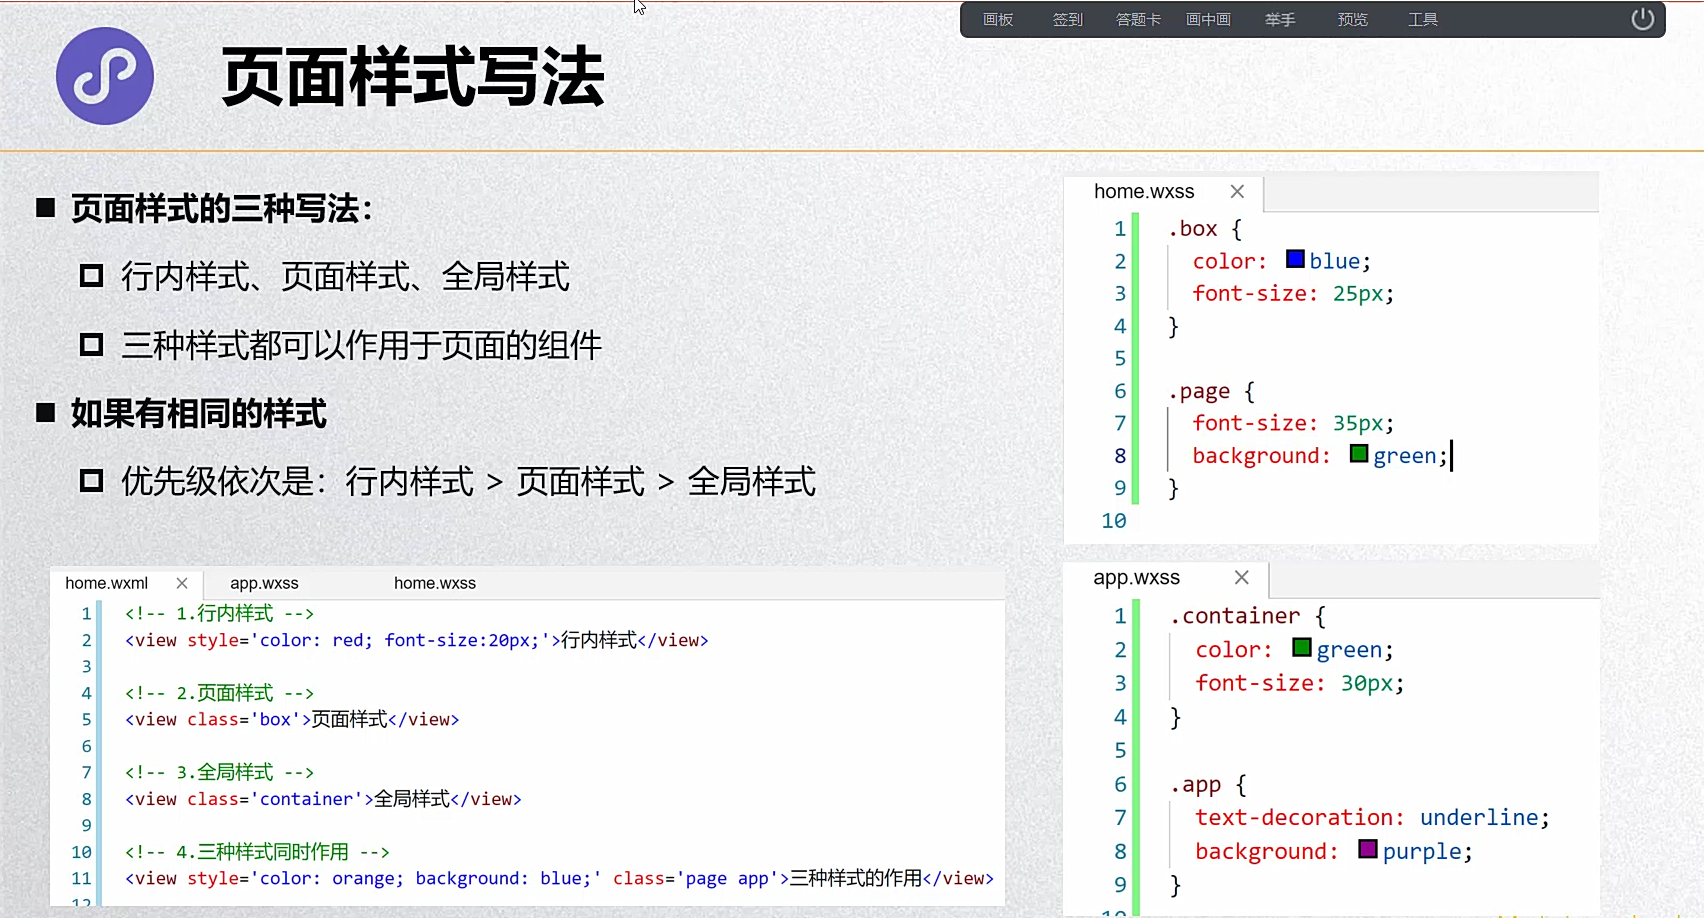 画板 签到 答题卡 画中画 举手 预览 工具
页面样式写法
■ 页面样式的三种写法：
行内样式、页面样式、全局样式
三种样式都可以作用于页面的组件
■ 如果有相同的样式
优先级依次是：行内样式 > 页面样式 > 全局样式
home.wxml × app.wxss home.wxss
1 <!-- 1.行内样式 -->
2 <view style='color: red; font-size:20px;'>行内样式</view>
3
4 <!-- 2.页面样式 -->
5 <view class='box'>页面样式</view>
6
7 <!-- 3.全局样式 -->
8 <view class='container'>全局样式</view>
9
10 <!-- 4.三种样式同时作用 -->
11 <view style='color: orange; background: blue;' class='page app'>三种样式的作用</view>
12
home.wxss ×
1 .box {
2 color: blue;
3 font-size: 25px;
4 }
5
6 .page {
7 font-size: 35px;
8 background: green;
9 }
10
app.wxss ×
1 .container {
2 color: green;
3 font-size: 30px;
4 }
5
6 .app {
7 text-decoration: underline;
8 background: purple;
9 }
10